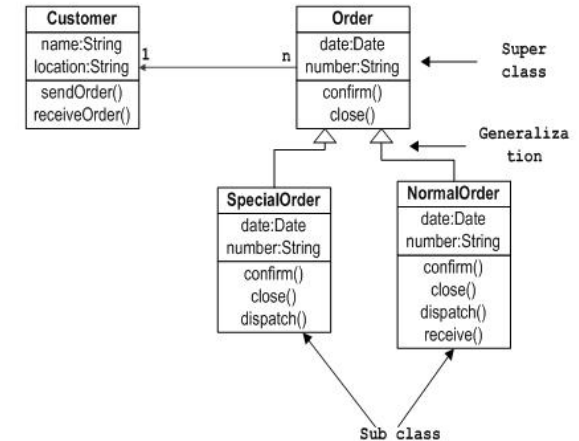 Customer
name:String
location:String
sendOrder()
receiveOrder()
1
n
Order
date:Date
number:String
confirm()
close()
Super
class
Generaliza
tion
SpecialOrder
date:Date
number:String
confirm()
close()
dispatch()
NormalOrder
date:Date
number:String
confirm()
close()
dispatch()
receive()
Sub class